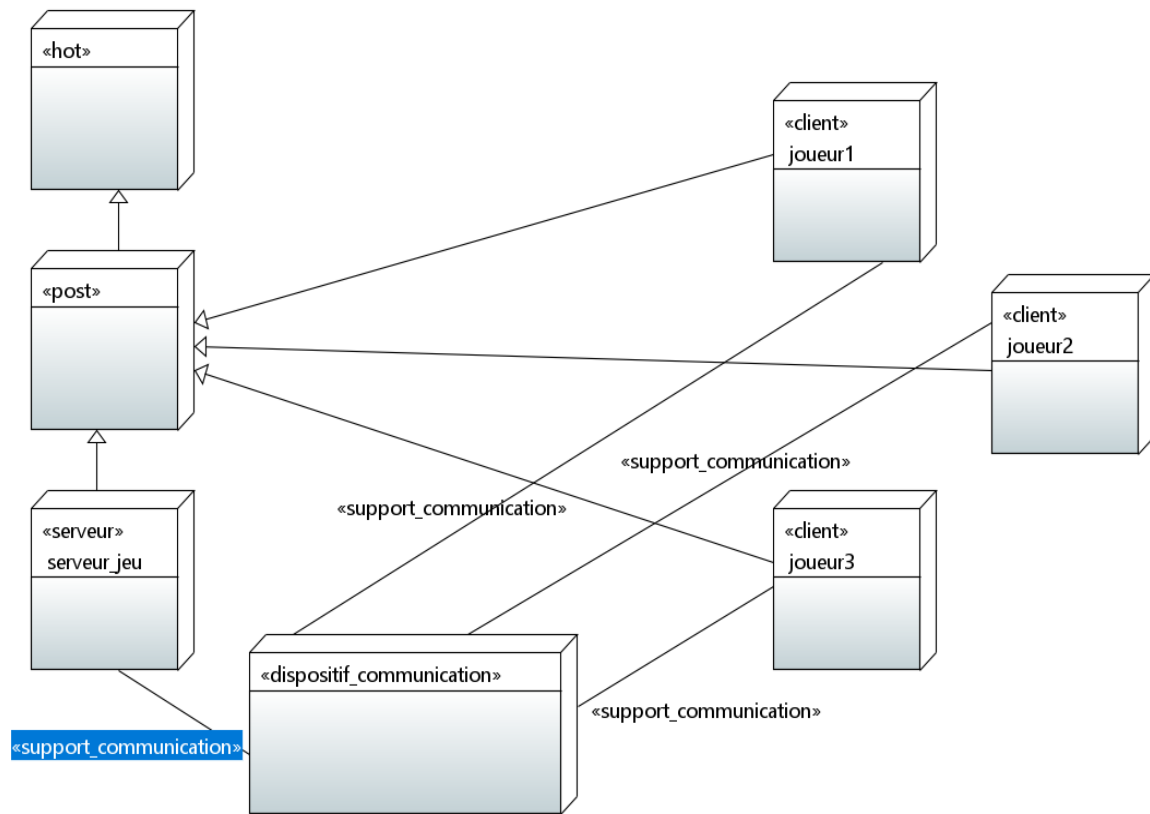 «hot»
«client»
joueur1
«post»
«client»
joueur2
«support_communication»
«support_communication»
«serveur»
serveur_jeu
«client»
joueur3
«dispositif_communication»
«support_communication»
«support_communication»